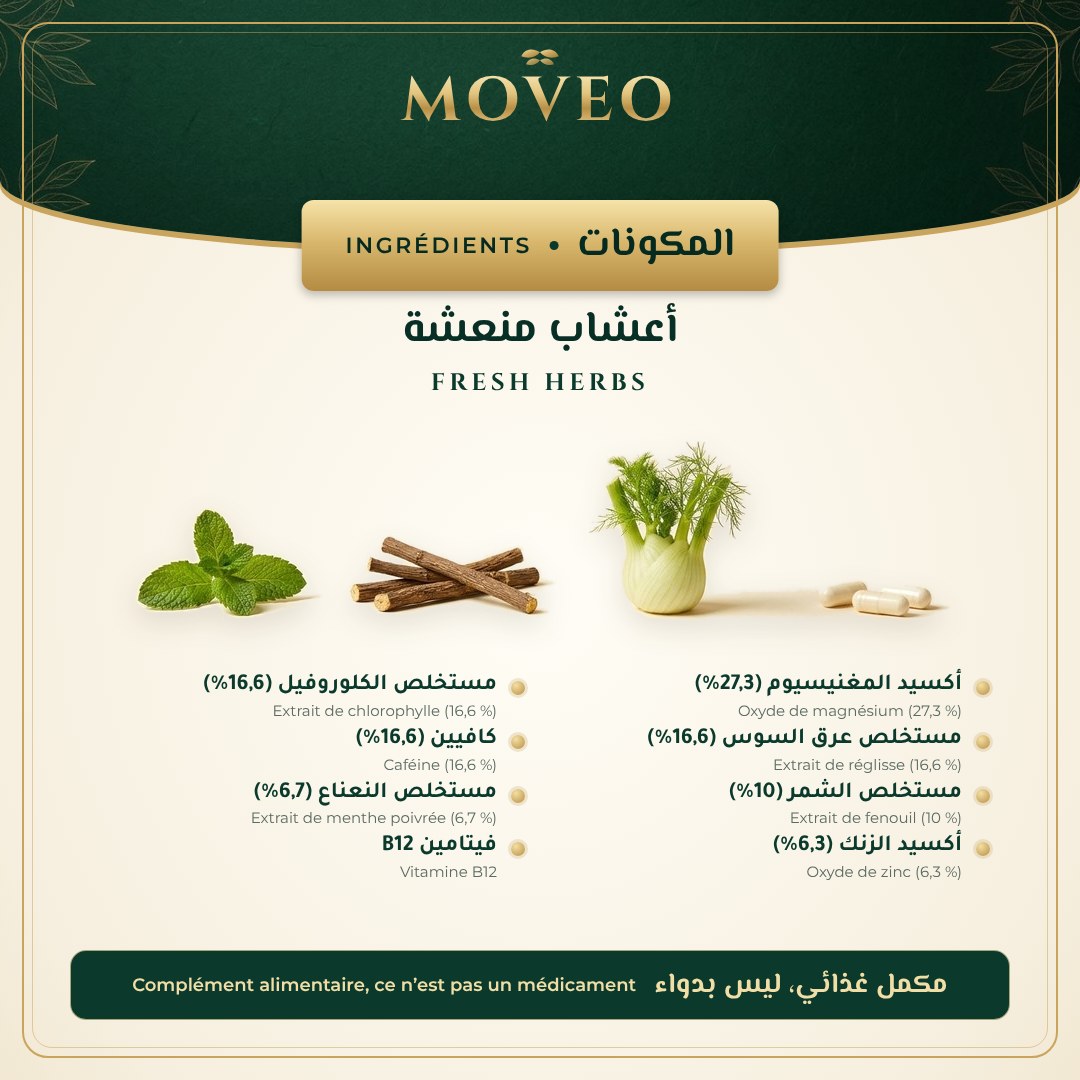 MOVEO
المكونات • INGRÉDIENTS
أعشاب منعشة
FRESH HERBS
أكسيد المغنيسيوم (27,3%)
Oxyde de magnésium (27,3 %)
مستخلص عرق السوس (16,6%)
Extrait de réglisse (16,6 %)
مستخلص الشمر (10%)
Extrait de fenouil (10 %)
أكسيد الزنك (6,3%)
Oxyde de zinc (6,3 %)
مستخلص الكلوروفيل (16,6%)
Extrait de chlorophylle (16,6 %)
كافيين (16,6%)
Caféine (16,6 %)
مستخلص النعناع (6,7%)
Extrait de menthe poivrée (6,7 %)
فيتامين B12
Vitamine B12
مكمل غذائي، ليس بدواء Complément alimentaire, ce n’est pas un médicament